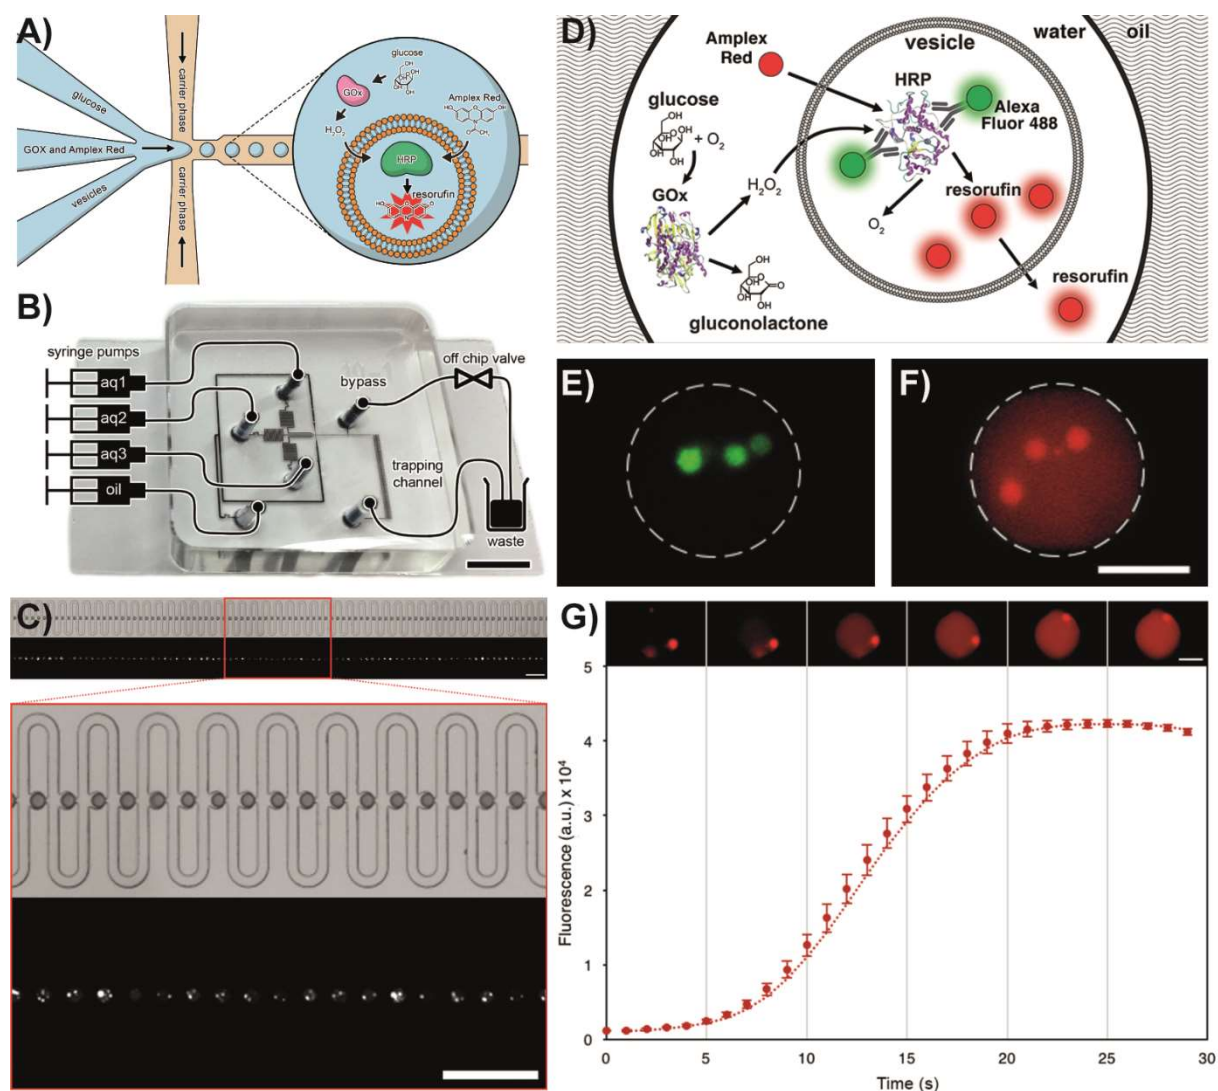 A)
glucose
GOX and Amplex Red
vesicles
carrier phase
carrier phase
glucose
GOx
H₂O₂
Amplex Red
HRP
resorufin
B)
syringe pumps
aq1
aq2
aq3
oil
bypass
off chip valve
trapping
channel
waste
C)
D)
Amplex
Red
vesicle
water
oil
HRP
Alexa
Fluor 488
glucose
+ O₂
GOx
H₂O₂
O₂
resorufin
resorufin
gluconolactone
E)
F)
G)
Fluorescence (a.u.) x 10⁴
5
4
3
2
1
0
0
5
10
15
20
25
30
Time (s)